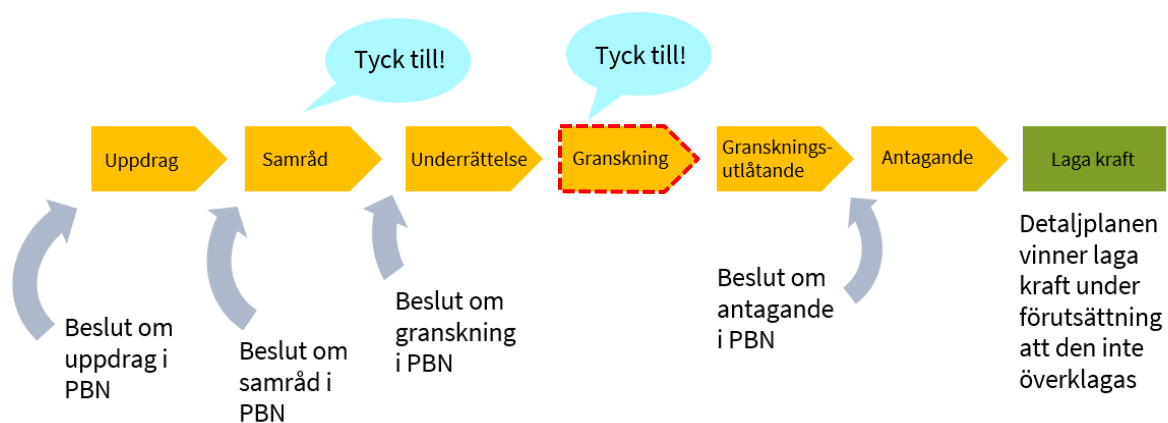 Tyck till!
Tyck till!
Uppdrag
Samråd
Underrättelse
Granskning
Gransknings-
utlåtande
Antagande
Laga kraft
Beslut om
uppdrag i
PBN
Beslut om
samråd i
PBN
Beslut om
granskning
i PBN
Beslut om
antagande
i PBN
Detaljplanen
vinner laga
kraft under
förutsättning
att den inte
överklagas